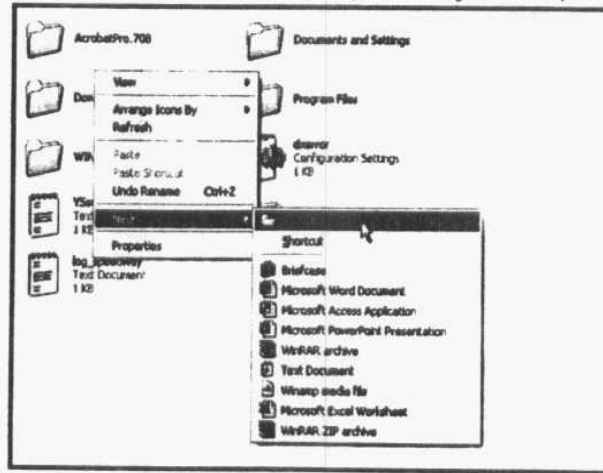 AcrobatPro.708
Documents and Settings
Program Files
View
Arrange Icons By
Refresh
Paste
Paste Shortcut
Undo Rename Ctrl+Z
New
Properties
Configuration Settings
1 KB
Text
1 KB
Text Document
1 KB
Shortcut
Briefcase
Microsoft Word Document
Microsoft Access Application
Microsoft PowerPoint Presentation
WinRAR archive
Text Document
Winamp media file
Microsoft Excel Worksheet
WinRAR ZIP archive